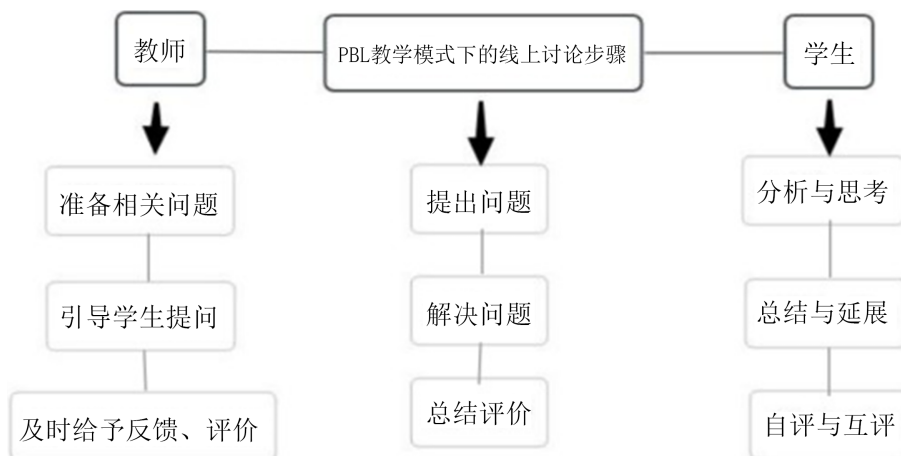 教师
PBL教学模式下的线上讨论步骤
学生
准备相关问题
提出问题
分析与思考
引导学生提问
解决问题
总结与延展
及时给予反馈、评价
总结评价
自评与互评